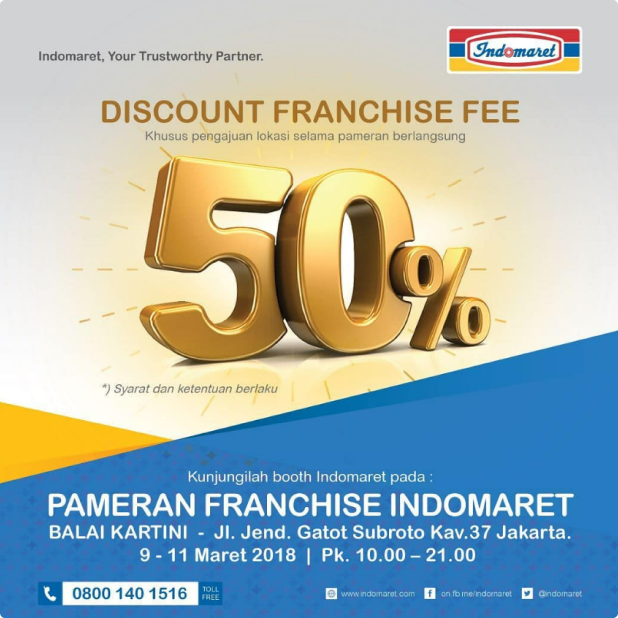 Indomaret, Your Trustworthy Partner.
Indomaret
DISCOUNT FRANCHISE FEE
Khusus pengajuan lokasi selama pameran berlangsung
50%
*) Syarat dan ketentuan berlaku
Kunjungilah booth Indomaret pada :
PAMERAN FRANCHISE INDOMARET
BALAI KARTINI - Jl. Jend. Gatot Subroto Kav.37 Jakarta.
9 - 11 Maret 2018 | Pk. 10.00 – 21.00
0800 140 1516 TOLL FREE
www.indomaret.com on.fb.me/indomaret @indomaret